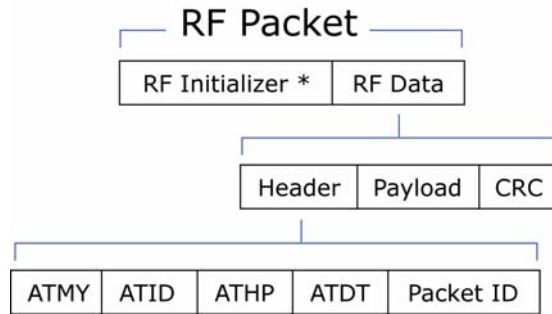 RF Packet
RF Initializer * RF Data
Header Payload CRC
ATMY ATID ATHP ATDT Packet ID